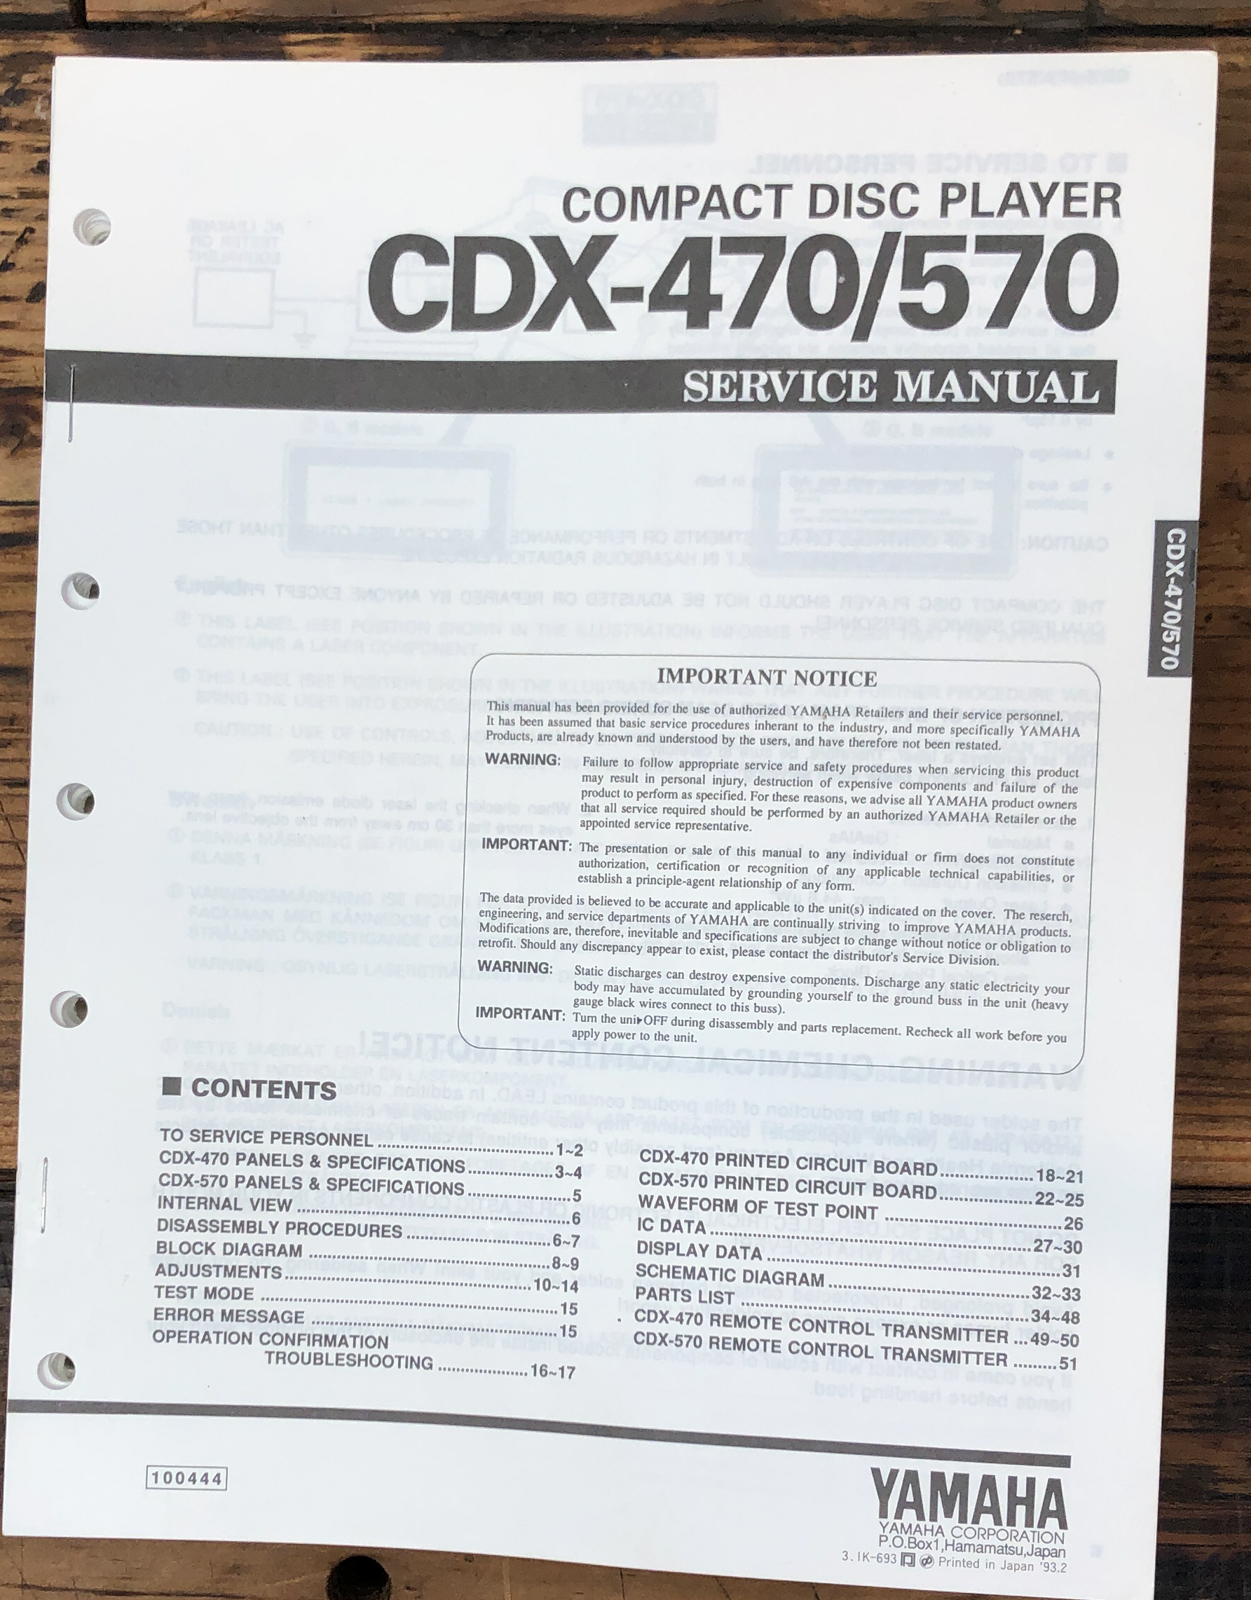 COMPACT DISC PLAYER
CDX-470/570
SERVICE MANUAL
CDX-470/570
IMPORTANT NOTICE
This manual has been provided for the use of authorized YAMAHA Retailers and their service personnel.
It has been assumed that basic service procedures inherant to the industry, and more specifically YAMAHA
Products, are already known and understood by the users, and have therefore not been restated.
WARNING: Failure to follow appropriate service and safety procedures when servicing this product
may result in personal injury, destruction of expensive components and failure of the
product to perform as specified. For these reasons, we advise all YAMAHA product owners
that all service required should be performed by an authorized YAMAHA Retailer or the
appointed service representative.
IMPORTANT: The presentation or sale of this manual to any individual or firm does not constitute
authorization, certification or recognition of any applicable technical capabilities, or
establish a principle-agent relationship of any form.
The data provided is believed to be accurate and applicable to the unit(s) indicated on the cover. The reserch,
engineering, and service departments of YAMAHA are continually striving to improve YAMAHA products.
Modifications are, therefore, inevitable and specifications are subject to change without notice or obligation to
retrofit. Should any discrepancy appear to exist, please contact the distributor's Service Division.
WARNING: Static discharges can destroy expensive components. Discharge any static electricity your
body may have accumulated by grounding yourself to the ground buss in the unit (heavy
gauge black wires connect to this buss).
IMPORTANT: Turn the unit OFF during disassembly and parts replacement. Recheck all work before you
apply power to the unit.
■ CONTENTS
TO SERVICE PERSONNEL ........ 1~2
CDX-470 PANELS & SPECIFICATIONS ........ 3~4
CDX-570 PANELS & SPECIFICATIONS ........ 5
INTERNAL VIEW ........ 6
DISASSEMBLY PROCEDURES ........ 6~7
BLOCK DIAGRAM ........ 8~9
ADJUSTMENTS ........ 10~14
TEST MODE ........ 15
ERROR MESSAGE ........ 15
OPERATION CONFIRMATION
TROUBLESHOOTING ........ 16~17
CDX-470 PRINTED CIRCUIT BOARD ........ 18~21
CDX-570 PRINTED CIRCUIT BOARD ........ 22~25
WAVEFORM OF TEST POINT ........ 26
IC DATA ........ 27~30
DISPLAY DATA ........ 31
SCHEMATIC DIAGRAM ........ 32~33
PARTS LIST ........ 34~48
CDX-470 REMOTE CONTROL TRANSMITTER ... 49~50
CDX-570 REMOTE CONTROL TRANSMITTER ........ 51
100444
YAMAHA
YAMAHA CORPORATION
P.O.Box1,Hamamatsu,Japan
3. IK-693 Printed in Japan '93.2